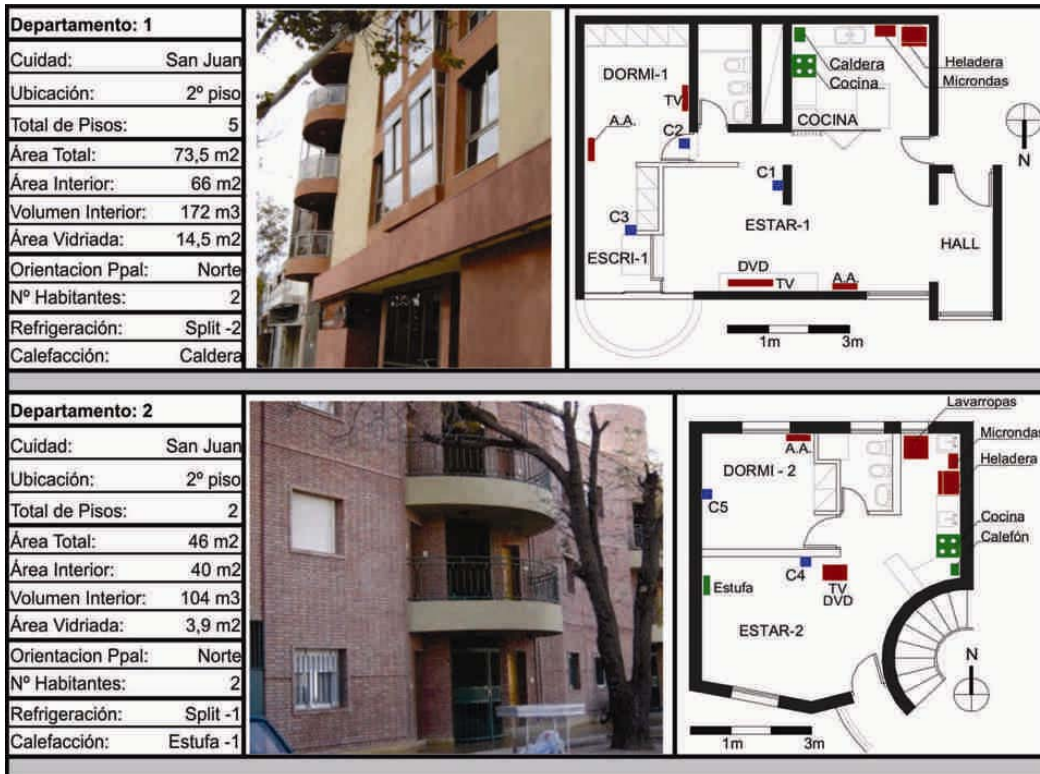 Departamento: 1
Cuidad: San Juan
Ubicación: 2º piso
Total de Pisos: 5
Área Total: 73,5 m2
Área Interior: 66 m2
Volumen Interior: 172 m3
Área Vidriada: 14,5 m2
Orientacion Ppal: Norte
Nº Habitantes: 2
Refrigeración: Split -2
Calefacción: Caldera
DORMI-1
TV
A.A.
C2
C1
C3
ESCRI-1
ESTAR-1
DVD
TV
A.A.
COCINA
Caldera
Cocina
Heladera
Microndas
HALL
N
1m 3m
Departamento: 2
Cuidad: San Juan
Ubicación: 2º piso
Total de Pisos: 2
Área Total: 46 m2
Área Interior: 40 m2
Volumen Interior: 104 m3
Área Vidriada: 3,9 m2
Orientacion Ppal: Norte
Nº Habitantes: 2
Refrigeración: Split -1
Calefacción: Estufa -1
Lavarropas
Microndas
Heladera
A.A.
DORMI - 2
C5
Cocina
Calefón
C4
Estufa
TV
DVD
ESTAR-2
N
1m 3m